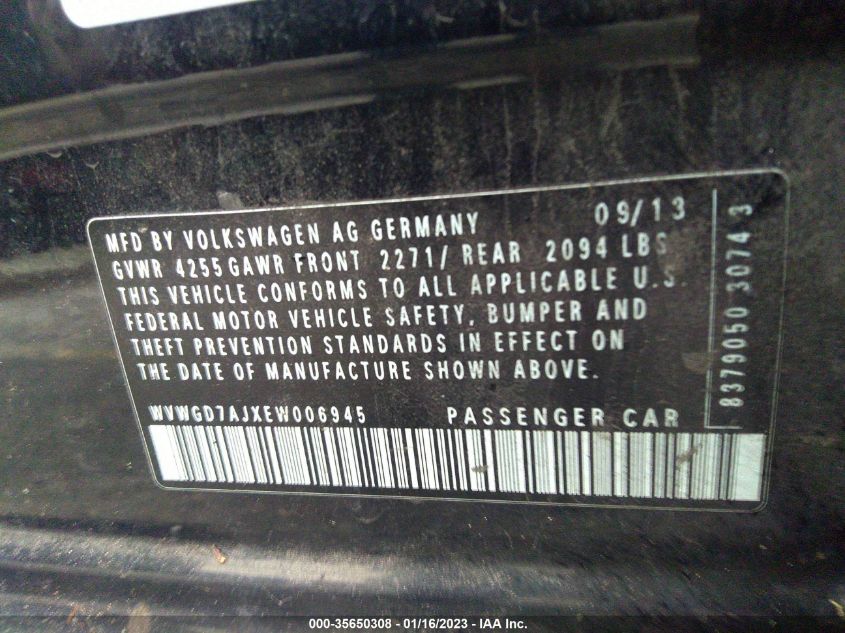 MFD BY VOLKSWAGEN AG GERMANY 09/13
GVWR 4255 GAWR FRONT 2271/ REAR 2094 LBS
THIS VEHICLE CONFORMS TO ALL APPLICABLE U.S.
FEDERAL MOTOR VEHICLE SAFETY, BUMPER AND
THEFT PREVENTION STANDARDS IN EFFECT ON
THE DATE OF MANUFACTURE SHOWN ABOVE.
WVWGD7AJXEW006945 PASSENGER CAR
8379050 3074 3
000-35650308 - 01/16/2023 - IAA Inc.